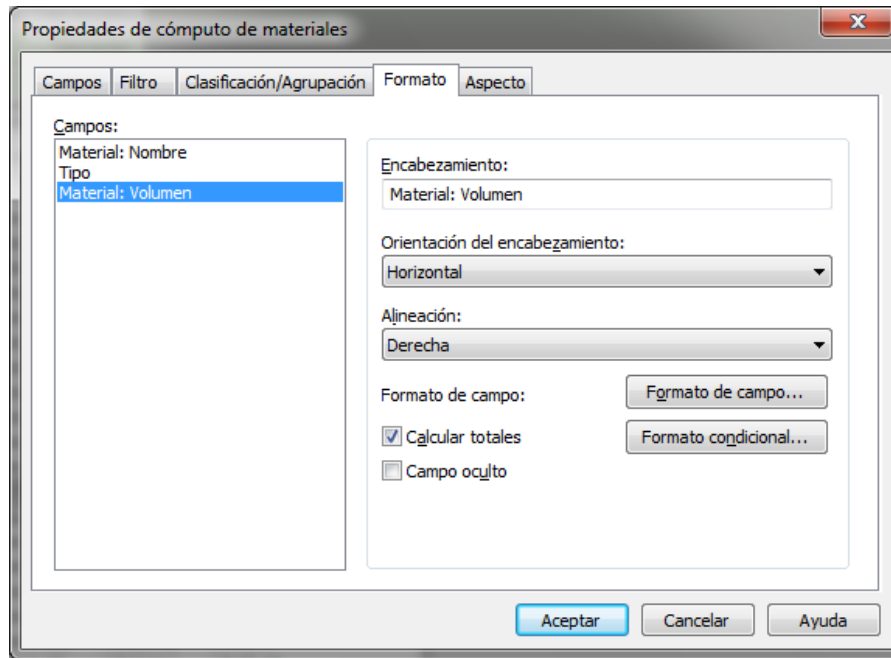 Propiedades de cómputo de materiales
Campos Filtro Clasificación/Agrupación Formato Aspecto
Campos:
Material: Nombre
Tipo
Material: Volumen
Encabezamiento:
Material: Volumen
Orientación del encabezamiento:
Horizontal
Alineación:
Derecha
Formato de campo: Formato de campo...
Calcular totales Formato condicional...
Campo oculto
Aceptar Cancelar Ayuda